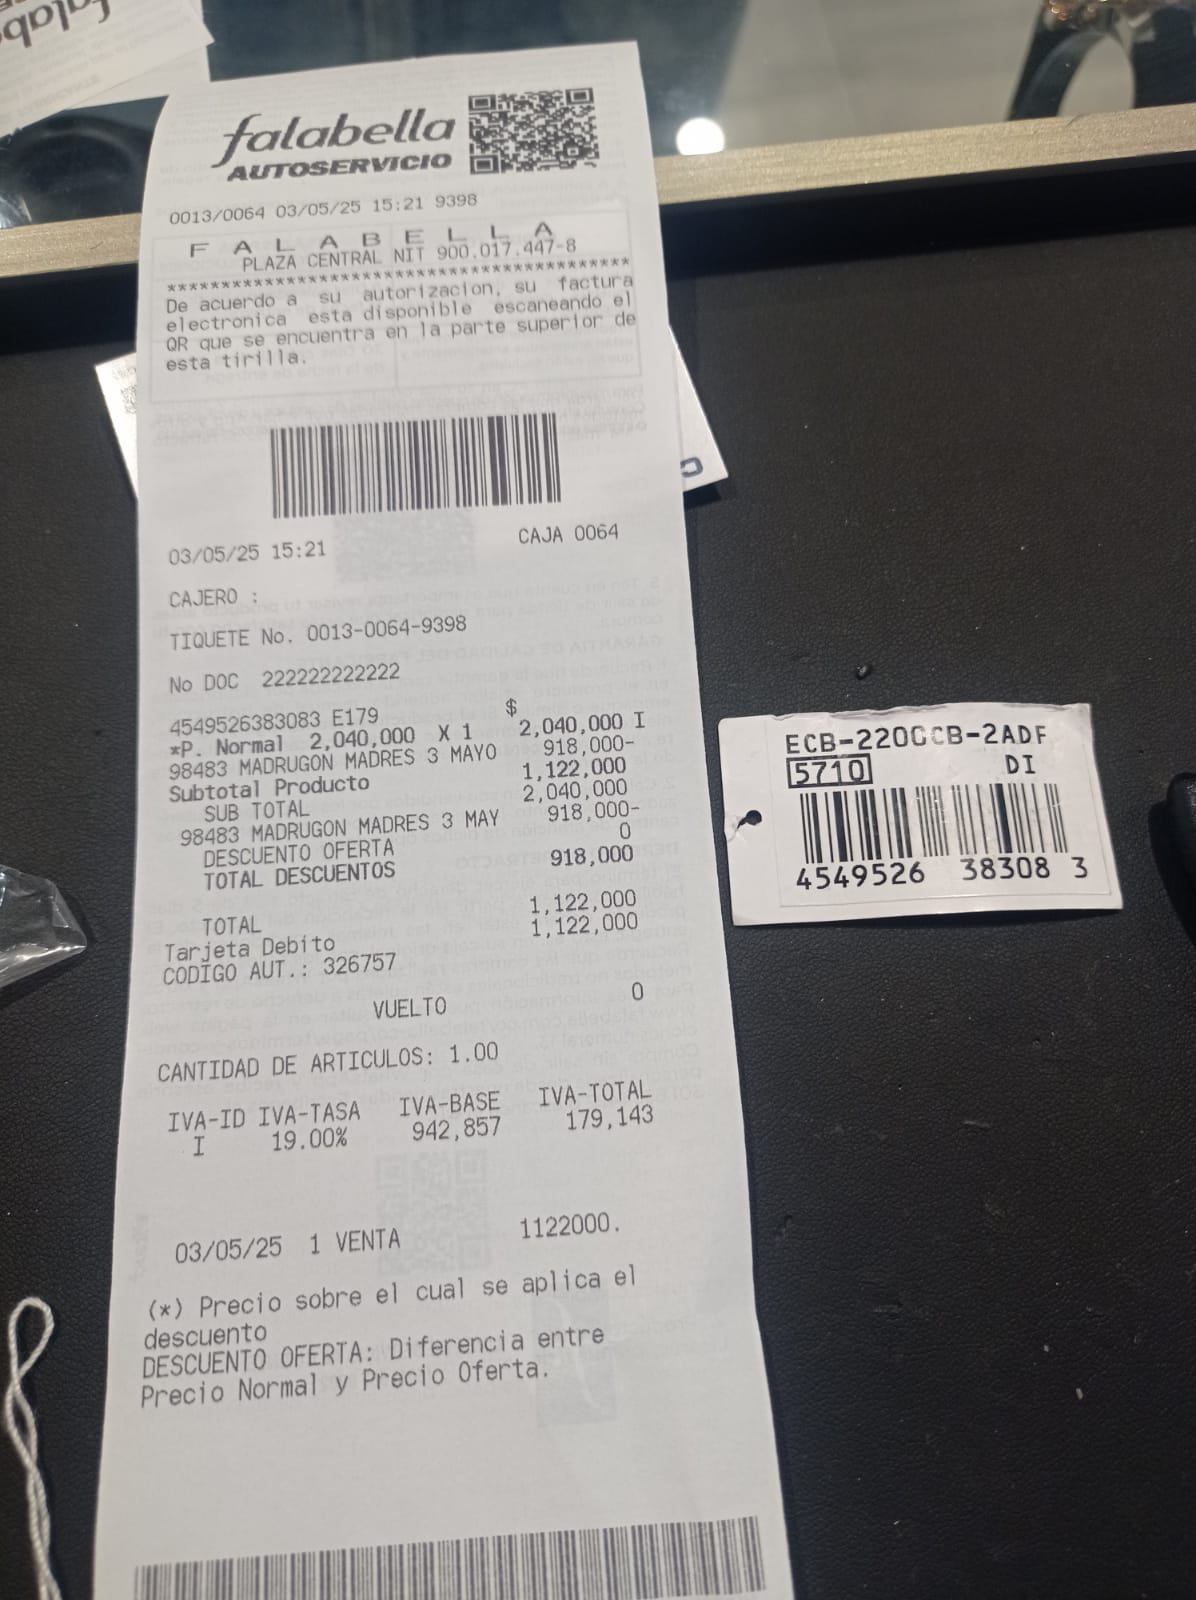 falabella
AUTOSERVICIO
0013/0064 03/05/25 15:21 9398
F A L A B E L L A
PLAZA CENTRAL NIT 900.017.447-8
******************************************
De acuerdo a su autorizacion, su factura
electronica esta disponible escaneando el
QR que se encuentra en la parte superior de
esta tirilla.
03/05/25 15:21 CAJA 0064
CAJERO :
TIQUETE No. 0013-0064-9398
No DOC 222222222222
4549526383083 E179 $
*P. Normal 2,040,000 X 1 2,040,000 I
98483 MADRUGON MADRES 3 MAYO 918,000-
Subtotal Producto 1,122,000
SUB TOTAL 2,040,000
98483 MADRUGON MADRES 3 MAY 918,000-
DESCUENTO OFERTA 0
TOTAL DESCUENTOS 918,000
TOTAL 1,122,000
Tarjeta Debito 1,122,000
CODIGO AUT.: 326757
VUELTO 0
CANTIDAD DE ARTICULOS: 1.00
IVA-ID IVA-TASA IVA-BASE IVA-TOTAL
I 19.00% 942,857 179,143
03/05/25 1 VENTA 1122000.
(*) Precio sobre el cual se aplica el
descuento
DESCUENTO OFERTA: Diferencia entre
Precio Normal y Precio Oferta.
ECB-2200CB-2ADF
5710 DI
4549526 38308 3